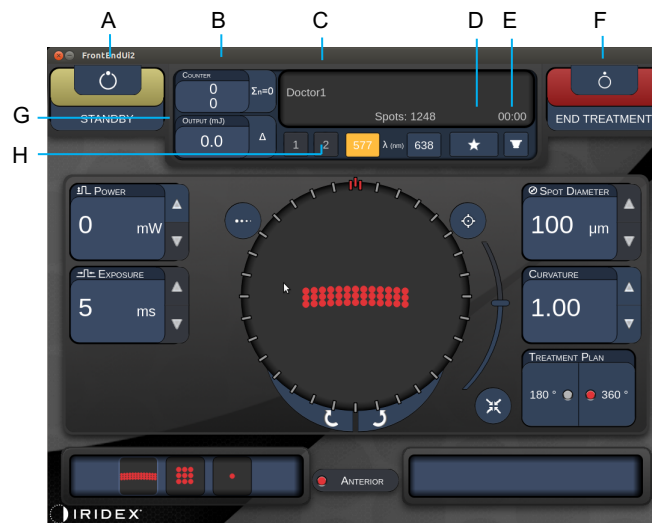 A B C D E F
FrontEndUi2
COUNTER
0
0
Σn=0
Doctor1
Spots: 1248 00:00
STANDBY
END TREATMENT
G
OUTPUT (mJ)
0.0 Δ
H
1 2 577 λ (nm) 638
POWER
0 mW
SPOT DIAMETER
100 µm
EXPOSURE
5 ms
CURVATURE
1.00
TREATMENT PLAN
180 ° 360 °
ANTERIOR
IRIDEX